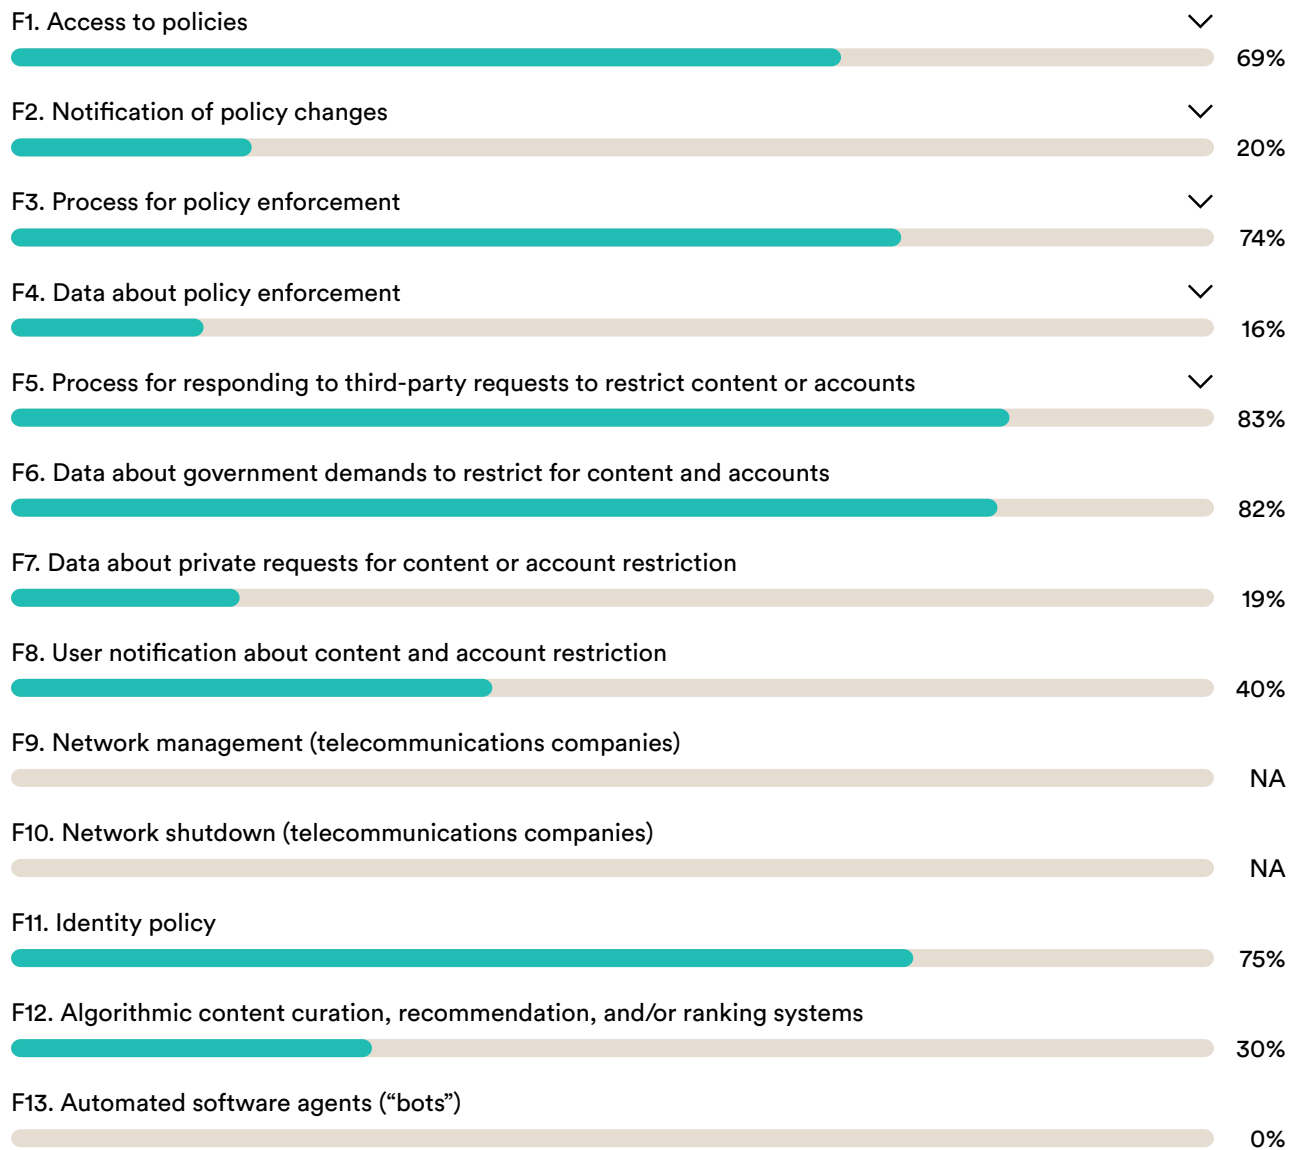 F1. Access to policies
69%
F2. Notification of policy changes
20%
F3. Process for policy enforcement
74%
F4. Data about policy enforcement
16%
F5. Process for responding to third-party requests to restrict content or accounts
83%
F6. Data about government demands to restrict for content and accounts
82%
F7. Data about private requests for content or account restriction
19%
F8. User notification about content and account restriction
40%
F9. Network management (telecommunications companies)
NA
F10. Network shutdown (telecommunications companies)
NA
F11. Identity policy
75%
F12. Algorithmic content curation, recommendation, and/or ranking systems
30%
F13. Automated software agents (“bots”)
0%